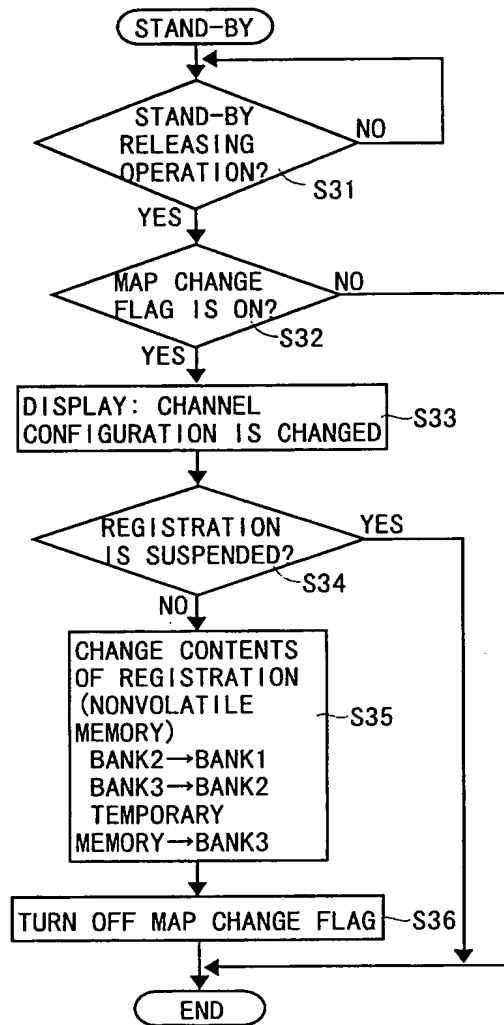 STAND-BY
STAND-BY
RELEASING
OPERATION?
NO
S31
YES
MAP CHANGE
FLAG IS ON?
NO
S32
YES
DISPLAY: CHANNEL
CONFIGURATION IS CHANGED
S33
REGISTRATION
IS SUSPENDED?
YES
S34
NO
CHANGE CONTENTS
OF REGISTRATION
(NONVOLATILE
MEMORY)
BANK2→BANK1
BANK3→BANK2
TEMPORARY
MEMORY→BANK3
S35
TURN OFF MAP CHANGE FLAG
S36
END